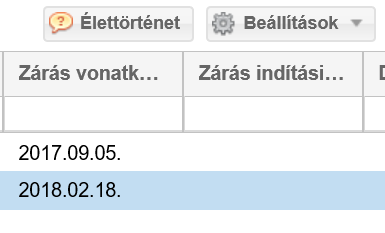 Élettörténet Beállítások
Zárás vonatk… Zárás indítási…
2017.09.05.
2018.02.18.